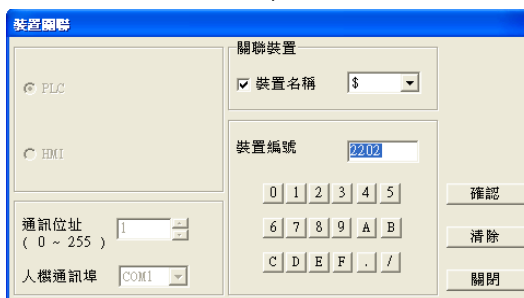 裝置關聯
PLC
HMI
通訊位址
( 0 ~ 255 )
1
人機通訊埠
COM1
關聯裝置
裝置名稱
$
裝置編號
2202
0 1 2 3 4 5
6 7 8 9 A B
C D E F . /
確認
清除
關閉